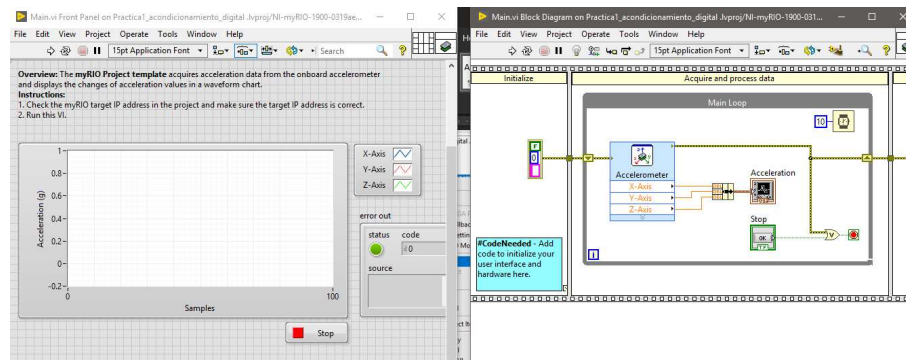 Main.vi Front Panel on Practica1_acondicionamiento_digital .lvproj/NI-myRIO-1900-0319ae...
File Edit View Project Operate Tools Window Help
15pt Application Font
Search
Overview: The myRIO Project template acquires acceleration data from the onboard accelerometer
and displays the changes of acceleration values in a waveform chart.
Instructions:
1. Check the myRIO target IP address in the project and make sure the target IP address is correct.
2. Run this VI.
1
0.8
0.6
0.4
0.2
0
-0.2
Acceleration (g)
0
100
Samples
X-Axis
Y-Axis
Z-Axis
error out
status code
0
source
Stop
Main.vi Block Diagram on Practica1_acondicionamiento_digital .lvproj/NI-myRIO-1900-031...
File Edit View Project Operate Tools Window Help
15pt Application Font
Initialize
Acquire and process data
Main Loop
10
F
0
Accelerometer
X-Axis
Y-Axis
Z-Axis
Acceleration
Stop
OK
TF
i
#CodeNeeded - Add
code to initialize your
user interface and
hardware here.